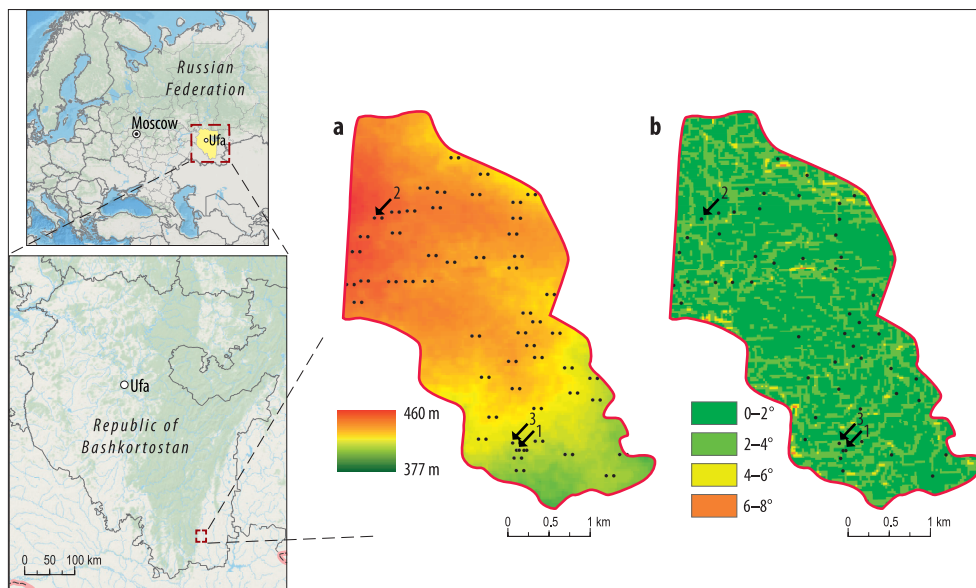 Russian
Federation
Moscow
Ufa
Ufa
Republic of
Bashkortostan
0 50 100 km
a
2
3
1
460 m
377 m
0 0.5 1 km
b
2
3
1
0–2°
2–4°
4–6°
6–8°
0 0.5 1 km